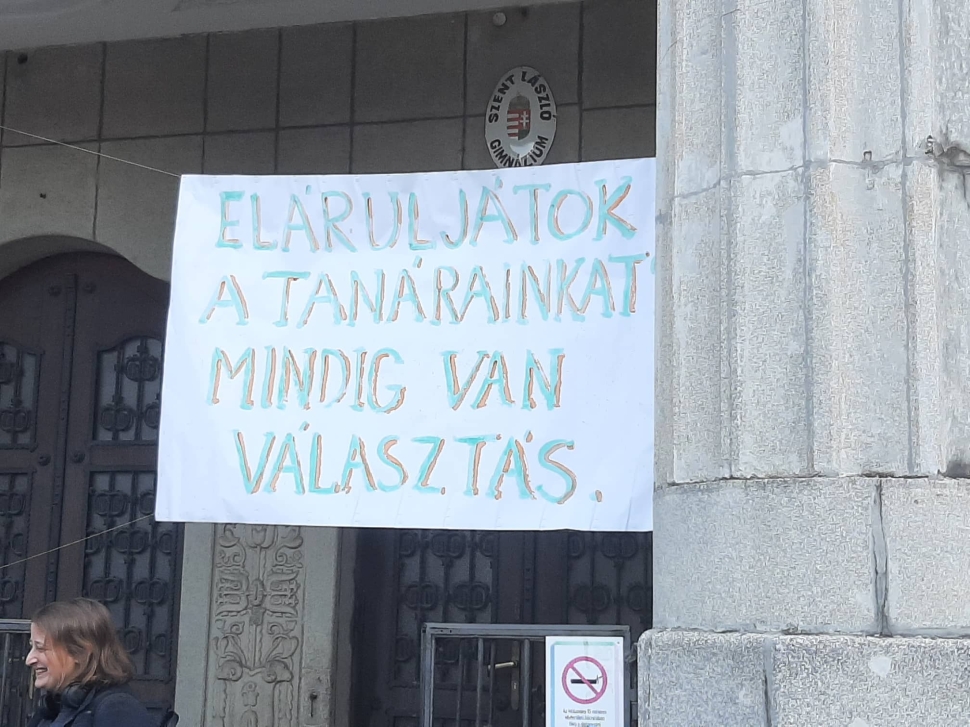 SZENT LÁSZLÓ
GIMNÁZIUM
ELÁRULJÁTOK
A TANÁRAINKAT
MINDIG VAN
VÁLASZTÁS.